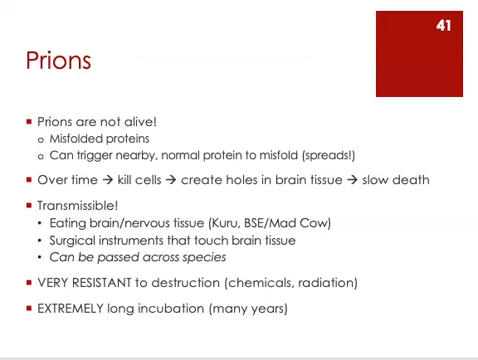 41
Prions
▪ Prions are not alive!
o Misfolded proteins
o Can trigger nearby, normal protein to misfold (spreads!)
▪ Over time → kill cells → create holes in brain tissue → slow death
▪ Transmissible!
• Eating brain/nervous tissue (Kuru, BSE/Mad Cow)
• Surgical instruments that touch brain tissue
• Can be passed across species
▪ VERY RESISTANT to destruction (chemicals, radiation)
▪ EXTREMELY long incubation (many years)